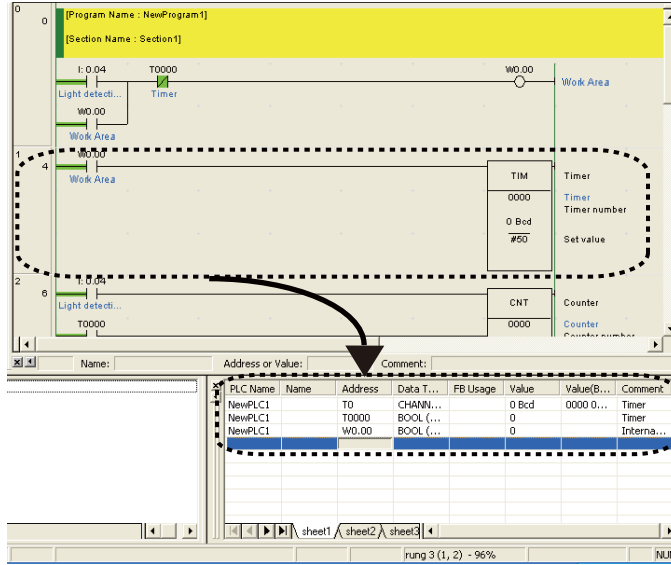 0
0
[Program Name : NewProgram1]
[Section Name : Section1]
I: 0.04 T0000 W0.00
Light detecti... Timer Work Area
W0.00
Work Area
1
4
W0.00
Work Area
TIM Timer
0000 Timer
Timer number
0 Bcd
#50 Set value
2
6
I: 0.04
Light detecti...
CNT Counter
T0000
0000 Counter
Counter number
Name: Address or Value: Comment:
PLC Name Name Address Data T... FB Usage Value Value(B... Comment
NewPLC1 T0 CHANN... 0 Bcd 0000 0... Timer
NewPLC1 T0000 BOOL (... 0 Timer
NewPLC1 W0.00 BOOL (... 0 Interna...
sheet1 sheet2 sheet3
rung 3 (1, 2) - 96%